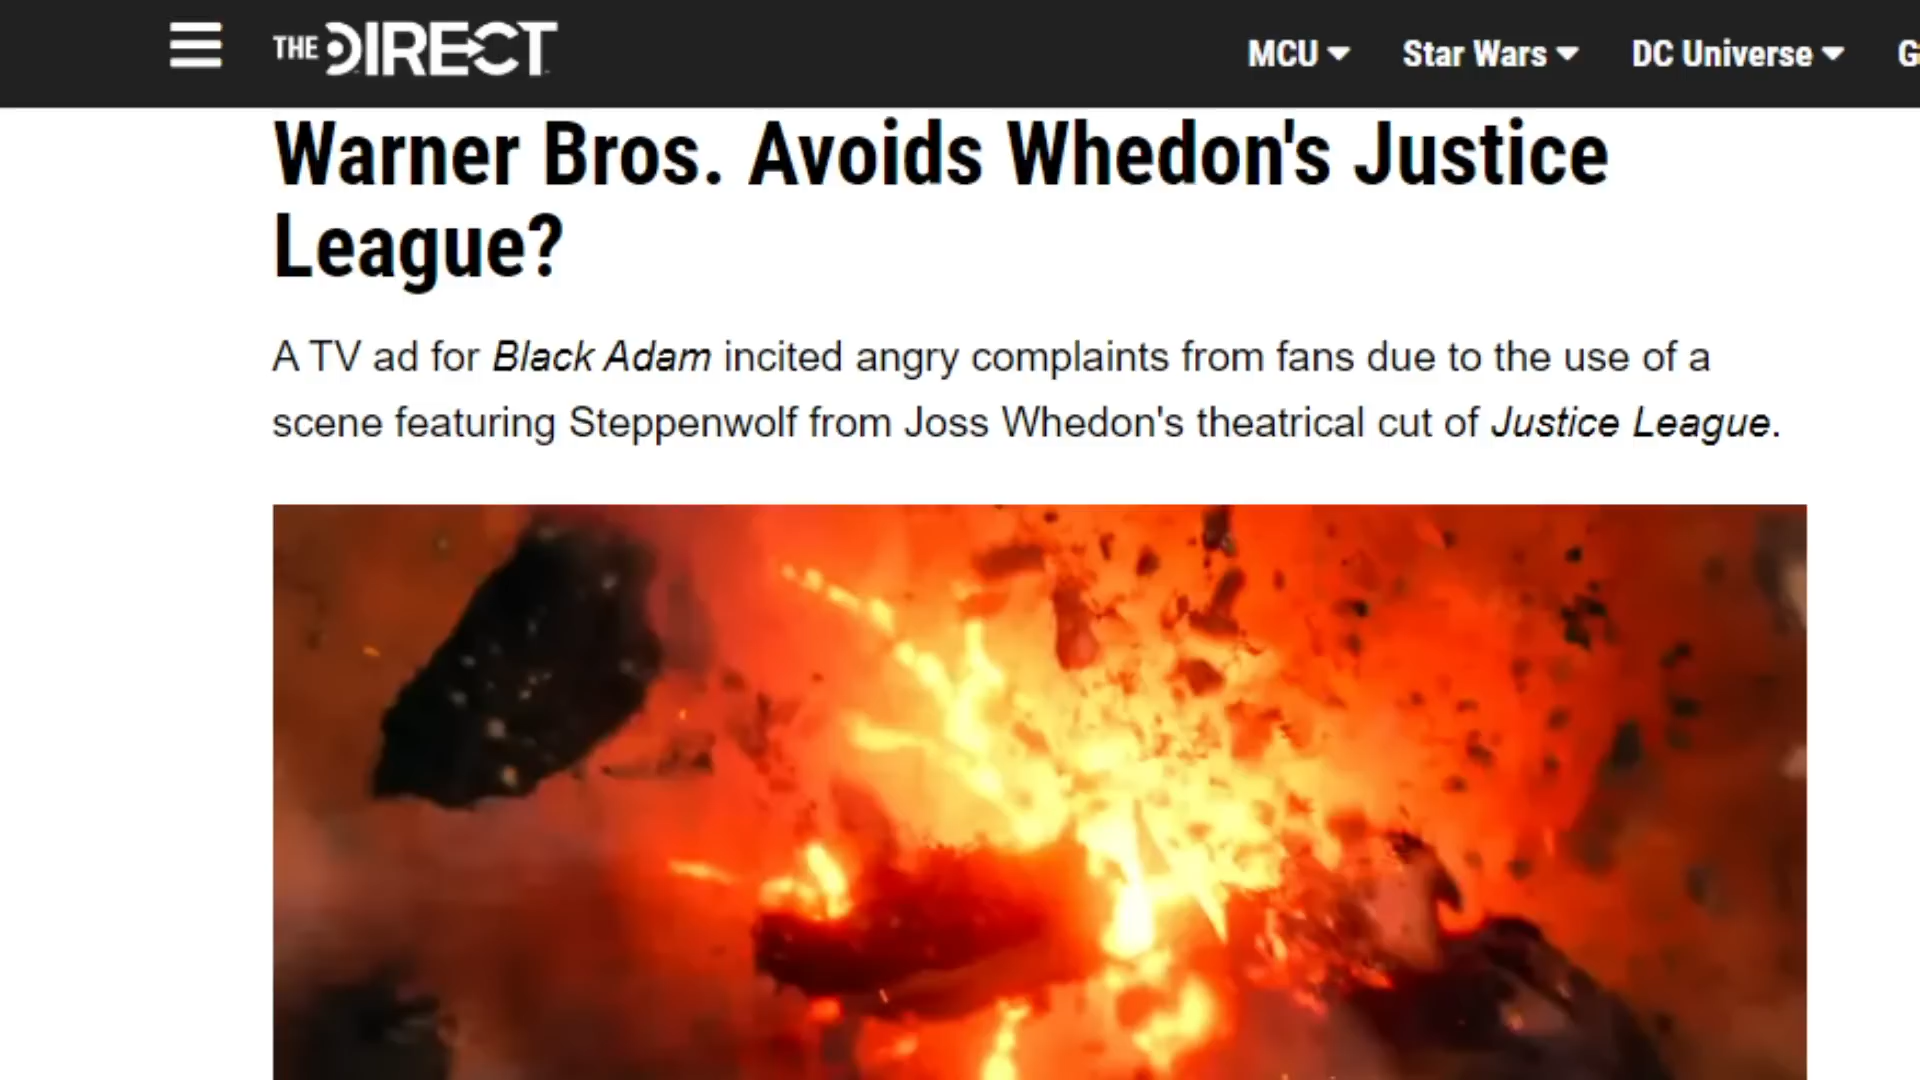 THE DIRECT
MCU
Star Wars
DC Universe
G
Warner Bros. Avoids Whedon's Justice
League?
A TV ad for Black Adam incited angry complaints from fans due to the use of a
scene featuring Steppenwolf from Joss Whedon's theatrical cut of Justice League.